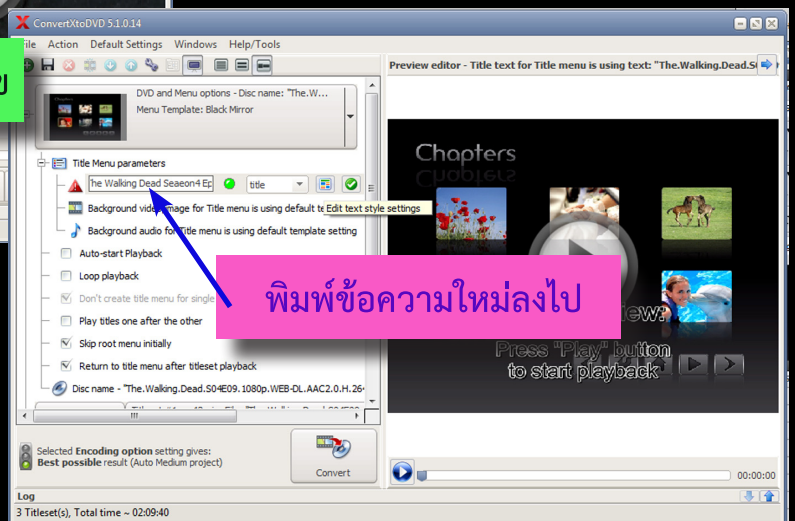 ConvertXtoDVD 5.1.0.14
File Action Default Settings Windows Help/Tools
DVD and Menu options - Disc name: "The.W...
Menu Template: Black Mirror
Title Menu parameters
he Walking Dead Seaeon4 Ep
title
Background video/image for Title menu is using default te
Edit text style settings
Background audio for Title menu is using default template setting
Auto-start Playback
Loop playback
Don't create title menu for single
Play titles one after the other
Skip root menu initially
Return to title menu after titleset playback
Disc name - "The.Walking.Dead.S04E09.1080p.WEB-DL.AAC2.0.H.26
Selected Encoding option setting gives:
Best possible result (Auto Medium project)
Convert
Log
3 Titleset(s), Total time ~ 02:09:40
พิมพ์ข้อความใหม่ลงไป
Preview editor - Title text for Title menu is using text: "The.Walking.Dead.S
Chapters
Press "Play" button
to start playback
00:00:00